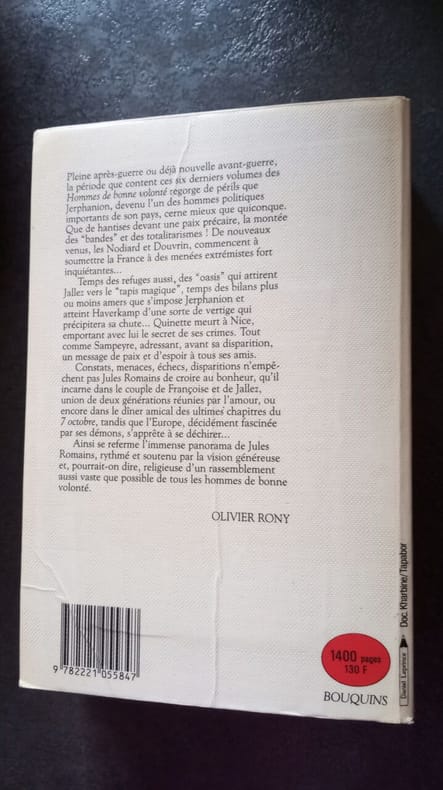 Pleine après-guerre ou déjà nouvelle avant-guerre,
la période que content ces six derniers volumes des
Hommes de bonne volonté regorge de périls que
Jerphanion, devenu l'un des hommes politiques
importants de son pays, cerne mieux que quiconque.
Que de hantises devant une paix précaire, la montée
des "bandes" et des totalitarismes ! De nouveaux
venus, les Nodiard et Douvrin, commencent à
soumettre la France à des menées extrémistes fort
inquiétantes...
Temps des refuges aussi, des "oasis" qui attirent
Jallez vers le "tapis magique", temps des bilans plus
ou moins amers que s'impose Jerphanion et
atteint Haverkamp d'une sorte de vertige qui
précipitera sa chute... Quinette meurt à Nice,
emportant avec lui le secret de ses crimes. Tout
comme Sampeyre, adressant, avant sa disparition,
un message de paix et d'espoir à tous ses amis.
Constats, menaces, échecs, disparitions n'empê-
chent pas Jules Romains de croire au bonheur, qu'il
incarne dans le couple de Françoise et de Jallez,
union de deux générations réunies par l'amour, ou
encore dans le dîner amical des ultimes chapitres du
7 octobre, tandis que l'Europe, décidément fascinée
par ses démons, s'apprête à se déchirer...
Ainsi se referme l'immense panorama de Jules
Romains, rythmé et soutenu par la vision généreuse
et, pourrait-on dire, religieuse d'un rassemblement
aussi vaste que possible de tous les hommes de bonne
volonté.
OLIVIER RONY
9 782221 055847
1400 pages
130 F
BOUQUINS
Daniel Leprince
Doc. Kharbine/Tapabor